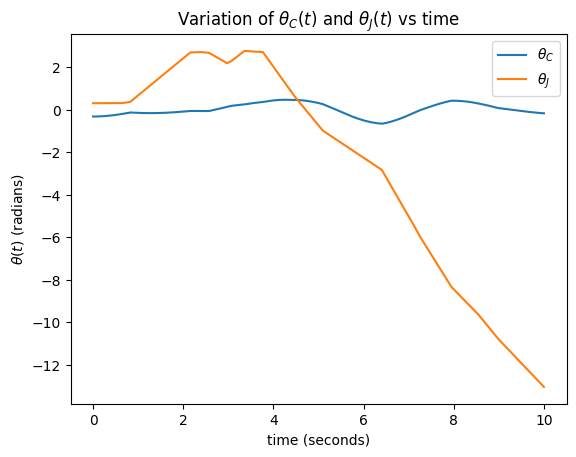 Variation of θ_C(t) and θ_J(t) vs time
θ_C
θ_J
θ(t) (radians)
2
0
−2
−4
−6
−8
−10
−12
0 2 4 6 8 10
time (seconds)